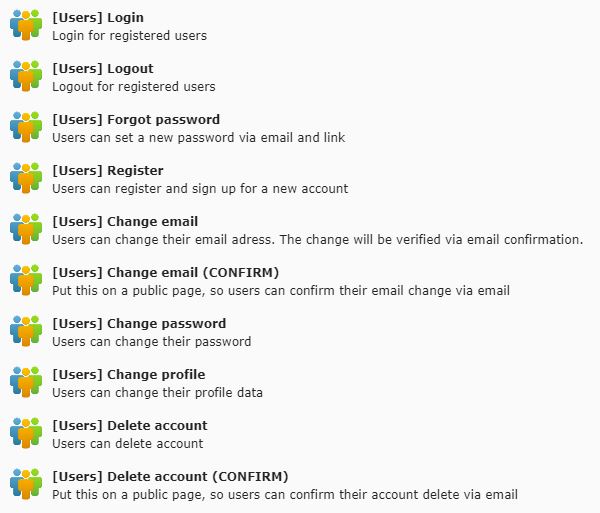 [Users] Login
Login for registered users
[Users] Logout
Logout for registered users
[Users] Forgot password
Users can set a new password via email and link
[Users] Register
Users can register and sign up for a new account
[Users] Change email
Users can change their email adress. The change will be verified via email confirmation.
[Users] Change email (CONFIRM)
Put this on a public page, so users can confirm their email change via email
[Users] Change password
Users can change their password
[Users] Change profile
Users can change their profile data
[Users] Delete account
Users can delete account
[Users] Delete account (CONFIRM)
Put this on a public page, so users can confirm their account delete via email